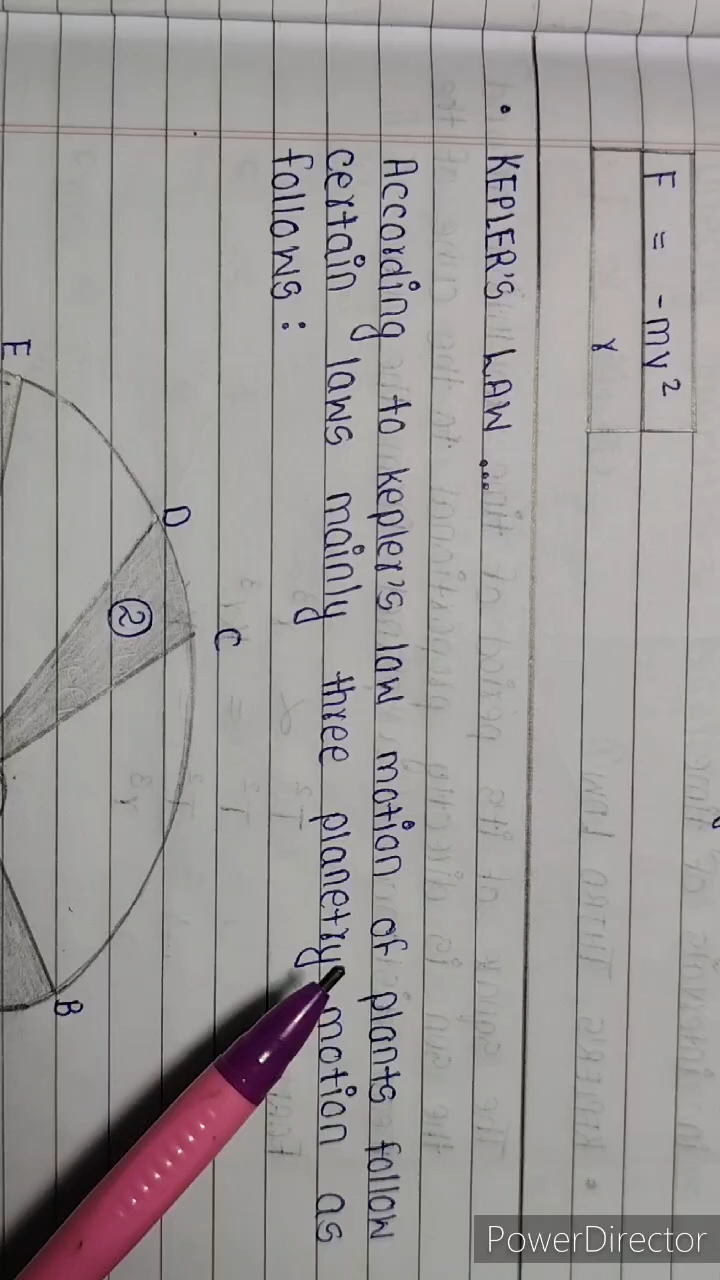 F = -mv²
r
• KEPLER'S LAW ...
According to kepler's law motion of plants follow
certain laws mainly three planetry motion as
follows :
E
D
C
②
B
PowerDirector